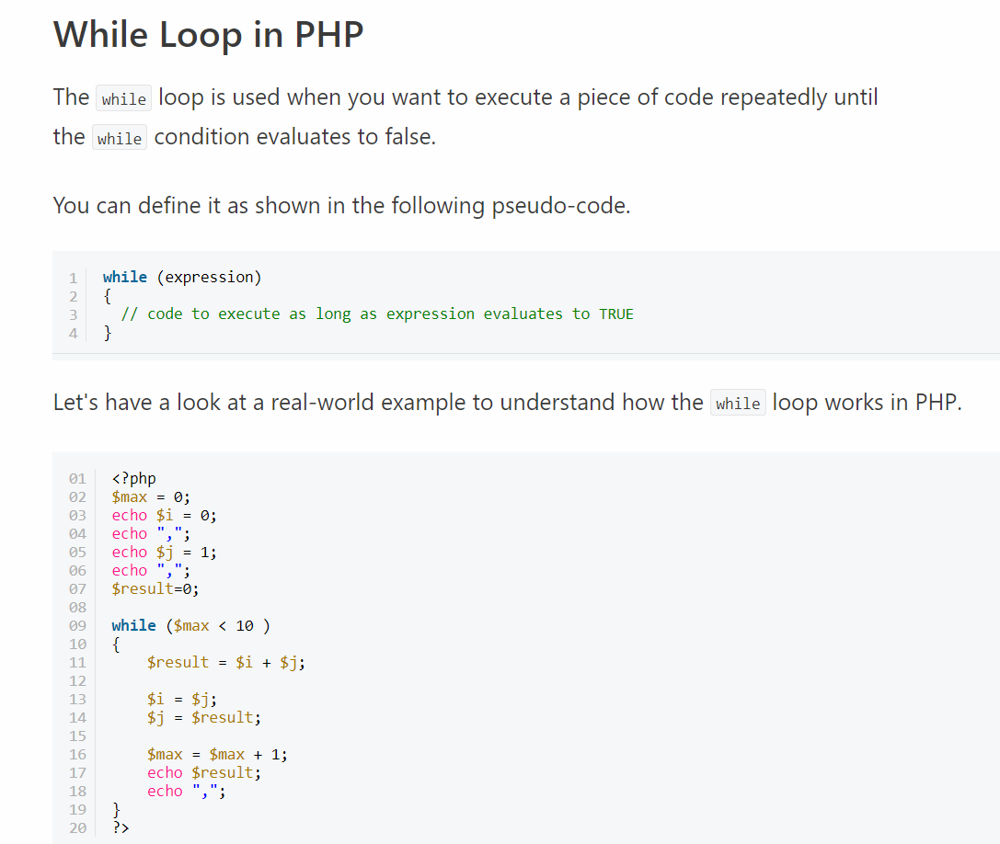 While Loop in PHP
The while loop is used when you want to execute a piece of code repeatedly until
the while condition evaluates to false.
You can define it as shown in the following pseudo-code.
1 while (expression)
2 {
3   // code to execute as long as expression evaluates to TRUE
4 }
Let's have a look at a real-world example to understand how the while loop works in PHP.
01 <?php
02 $max = 0;
03 echo $i = 0;
04 echo ",";
05 echo $j = 1;
06 echo ",";
07 $result=0;
08
09 while ($max < 10 )
10 {
11     $result = $i + $j;
12
13     $i = $j;
14     $j = $result;
15
16     $max = $max + 1;
17     echo $result;
18     echo ",";
19 }
20 ?>